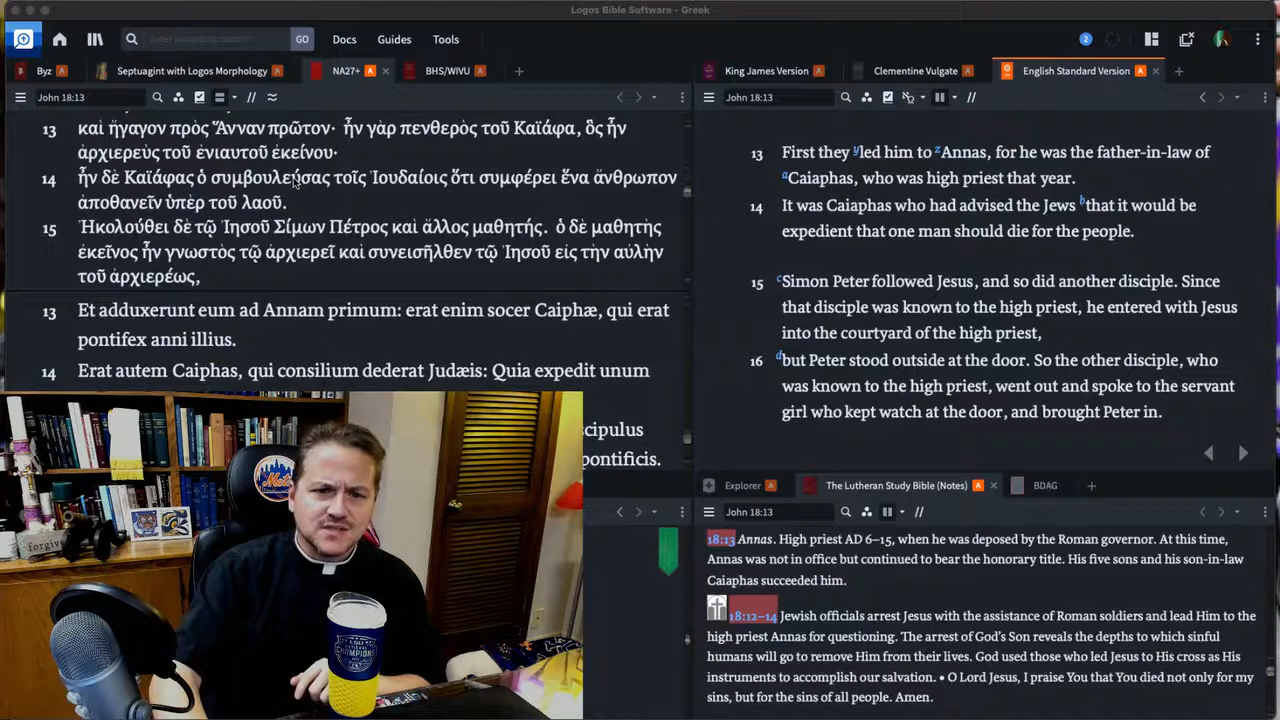 Logos Bible Software - Greek
GO
Docs
Guides
Tools
2
Byz A
Septuagint with Logos Morphology A
NA27+ A
BHS/WIVU A
King James Version A
Clementine Vulgate A
English Standard Version A
John 18:13
John 18:13
13 καὶ ἤγαγον πρὸς Ἅνναν πρῶτον· ἦν γὰρ πενθερὸς τοῦ Καϊάφα, ὃς ἦν
ἀρχιερεὺς τοῦ ἐνιαυτοῦ ἐκείνου·
14 ἦν δὲ Καϊάφας ὁ συμβουλεύσας τοῖς Ἰουδαίοις ὅτι συμφέρει ἕνα ἄνθρωπον
ἀποθανεῖν ὑπὲρ τοῦ λαοῦ.
15 Ἠκολούθει δὲ τῷ Ἰησοῦ Σίμων Πέτρος καὶ ἄλλος μαθητής. ὁ δὲ μαθητὴς
ἐκεῖνος ἦν γνωστὸς τῷ ἀρχιερεῖ καὶ συνεισῆλθεν τῷ Ἰησοῦ εἰς τὴν αὐλὴν
τοῦ ἀρχιερέως,
13 Et adduxerunt eum ad Annam primum: erat enim socer Caiphæ, qui erat
pontifex anni illius.
14 Erat autem Caiphas, qui consilium dederat Judæis: Quia expedit unum
scipulus
pontificis.
13 First they yled him to zAnnas, for he was the father-in-law of
aCaiaphas, who was high priest that year.
14 It was Caiaphas who had advised the Jews bthat it would be
expedient that one man should die for the people.
15 cSimon Peter followed Jesus, and so did another disciple. Since
that disciple was known to the high priest, he entered with Jesus
into the courtyard of the high priest,
16 dbut Peter stood outside at the door. So the other disciple, who
was known to the high priest, went out and spoke to the servant
girl who kept watch at the door, and brought Peter in.
Explorer A
The Lutheran Study Bible (Notes) A
BDAG
John 18:13
18:13 Annas. High priest AD 6–15, when he was deposed by the Roman governor. At this time,
Annas was not in office but continued to bear the honorary title. His five sons and his son-in-law
Caiaphas succeeded him.
18:12–14 Jewish officials arrest Jesus with the assistance of Roman soldiers and lead Him to the
high priest Annas for questioning. The arrest of God's Son reveals the depths to which sinful
humans will go to remove Him from their lives. God used those who led Jesus to His cross as His
instruments to accomplish our salvation. • O Lord Jesus, I praise You that You died not only for my
sins, but for the sins of all people. Amen.
Mets
forgive
CHAMPIONS